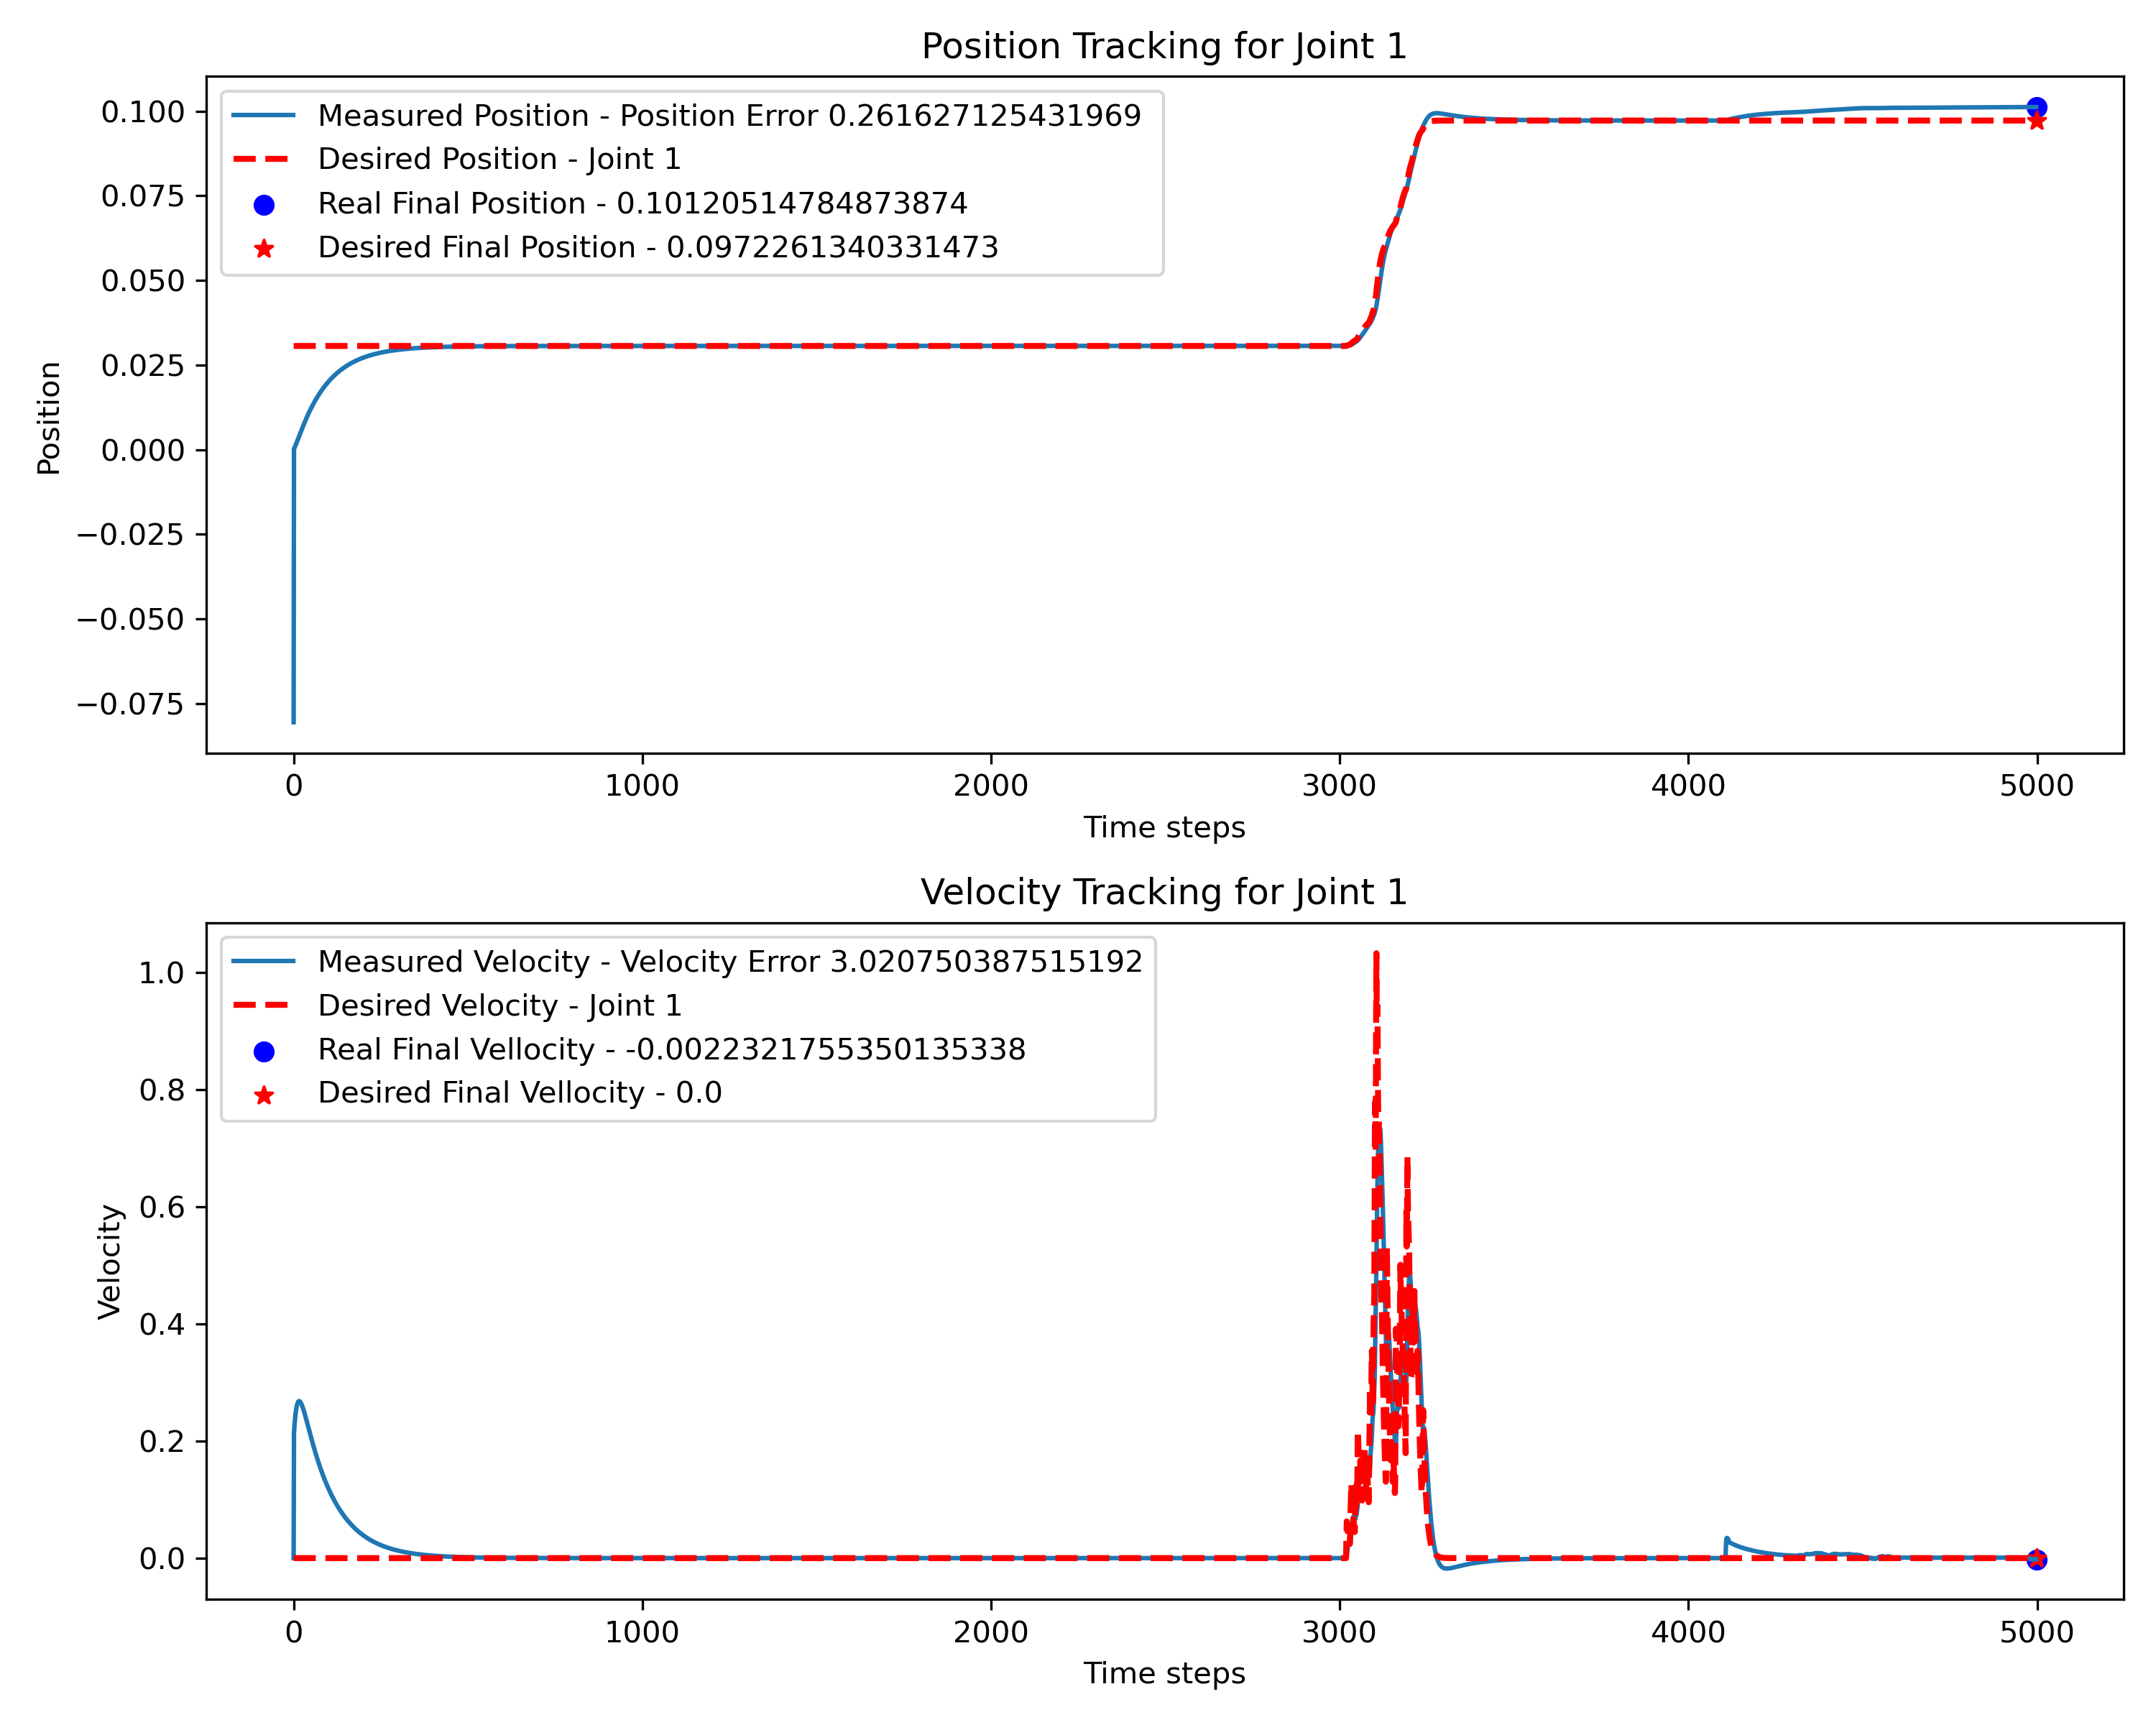 Position Tracking for Joint 1
Measured Position - Position Error 0.261627125431969
Desired Position - Joint 1
Real Final Position - 0.10120514784873874
Desired Final Position - 0.0972261340331473
0.100
0.075
0.050
0.025
0.000
−0.025
−0.050
−0.075
Position
0 1000 2000 3000 4000 5000
Time steps
Velocity Tracking for Joint 1
Measured Velocity - Velocity Error 3.020750387515192
Desired Velocity - Joint 1
Real Final Vellocity - -0.0022321755350135338
Desired Final Vellocity - 0.0
1.0
0.8
0.6
0.4
0.2
0.0
Velocity
0 1000 2000 3000 4000 5000
Time steps